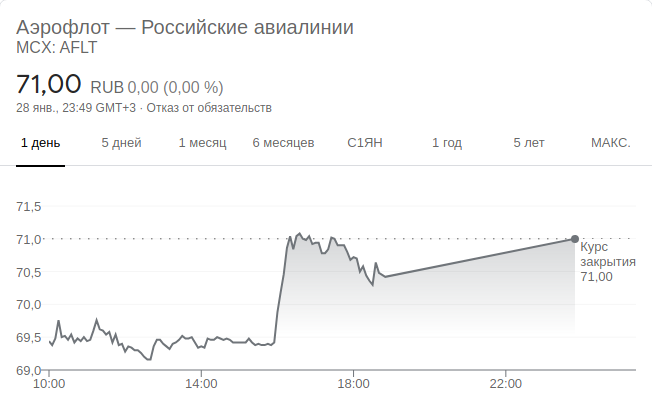 Аэрофлот — Российские авиалинии
MCX: AFLT
71,00 RUB 0,00 (0,00 %)
28 янв., 23:49 GMT+3 · Отказ от обязательств
1 день 5 дней 1 месяц 6 месяцев С1ЯН 1 год 5 лет МАКС.
71,5
71,0
Курс
закрытия
71,00
70,5
70,0
69,5
69,0
10:00 14:00 18:00 22:00